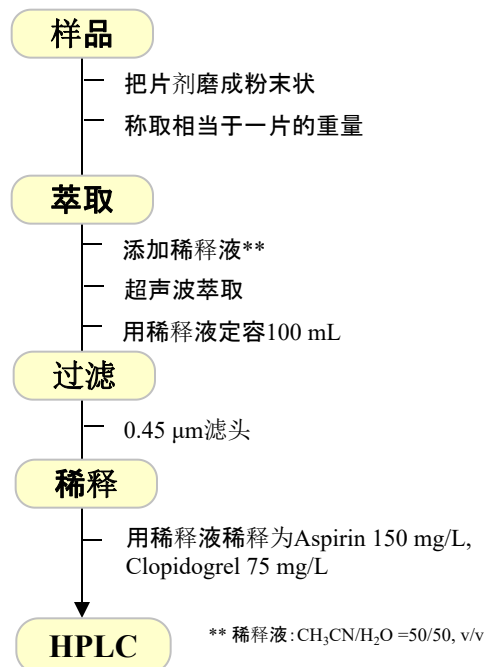 样品
把片剂磨成粉末状
称取相当于一片的重量
萃取
添加稀释液**
超声波萃取
用稀释液定容100 mL
过滤
0.45 μm滤头
稀释
用稀释液稀释为Aspirin 150 mg/L,
Clopidogrel 75 mg/L
HPLC
** 稀释液:CH₃CN/H₂O =50/50, v/v